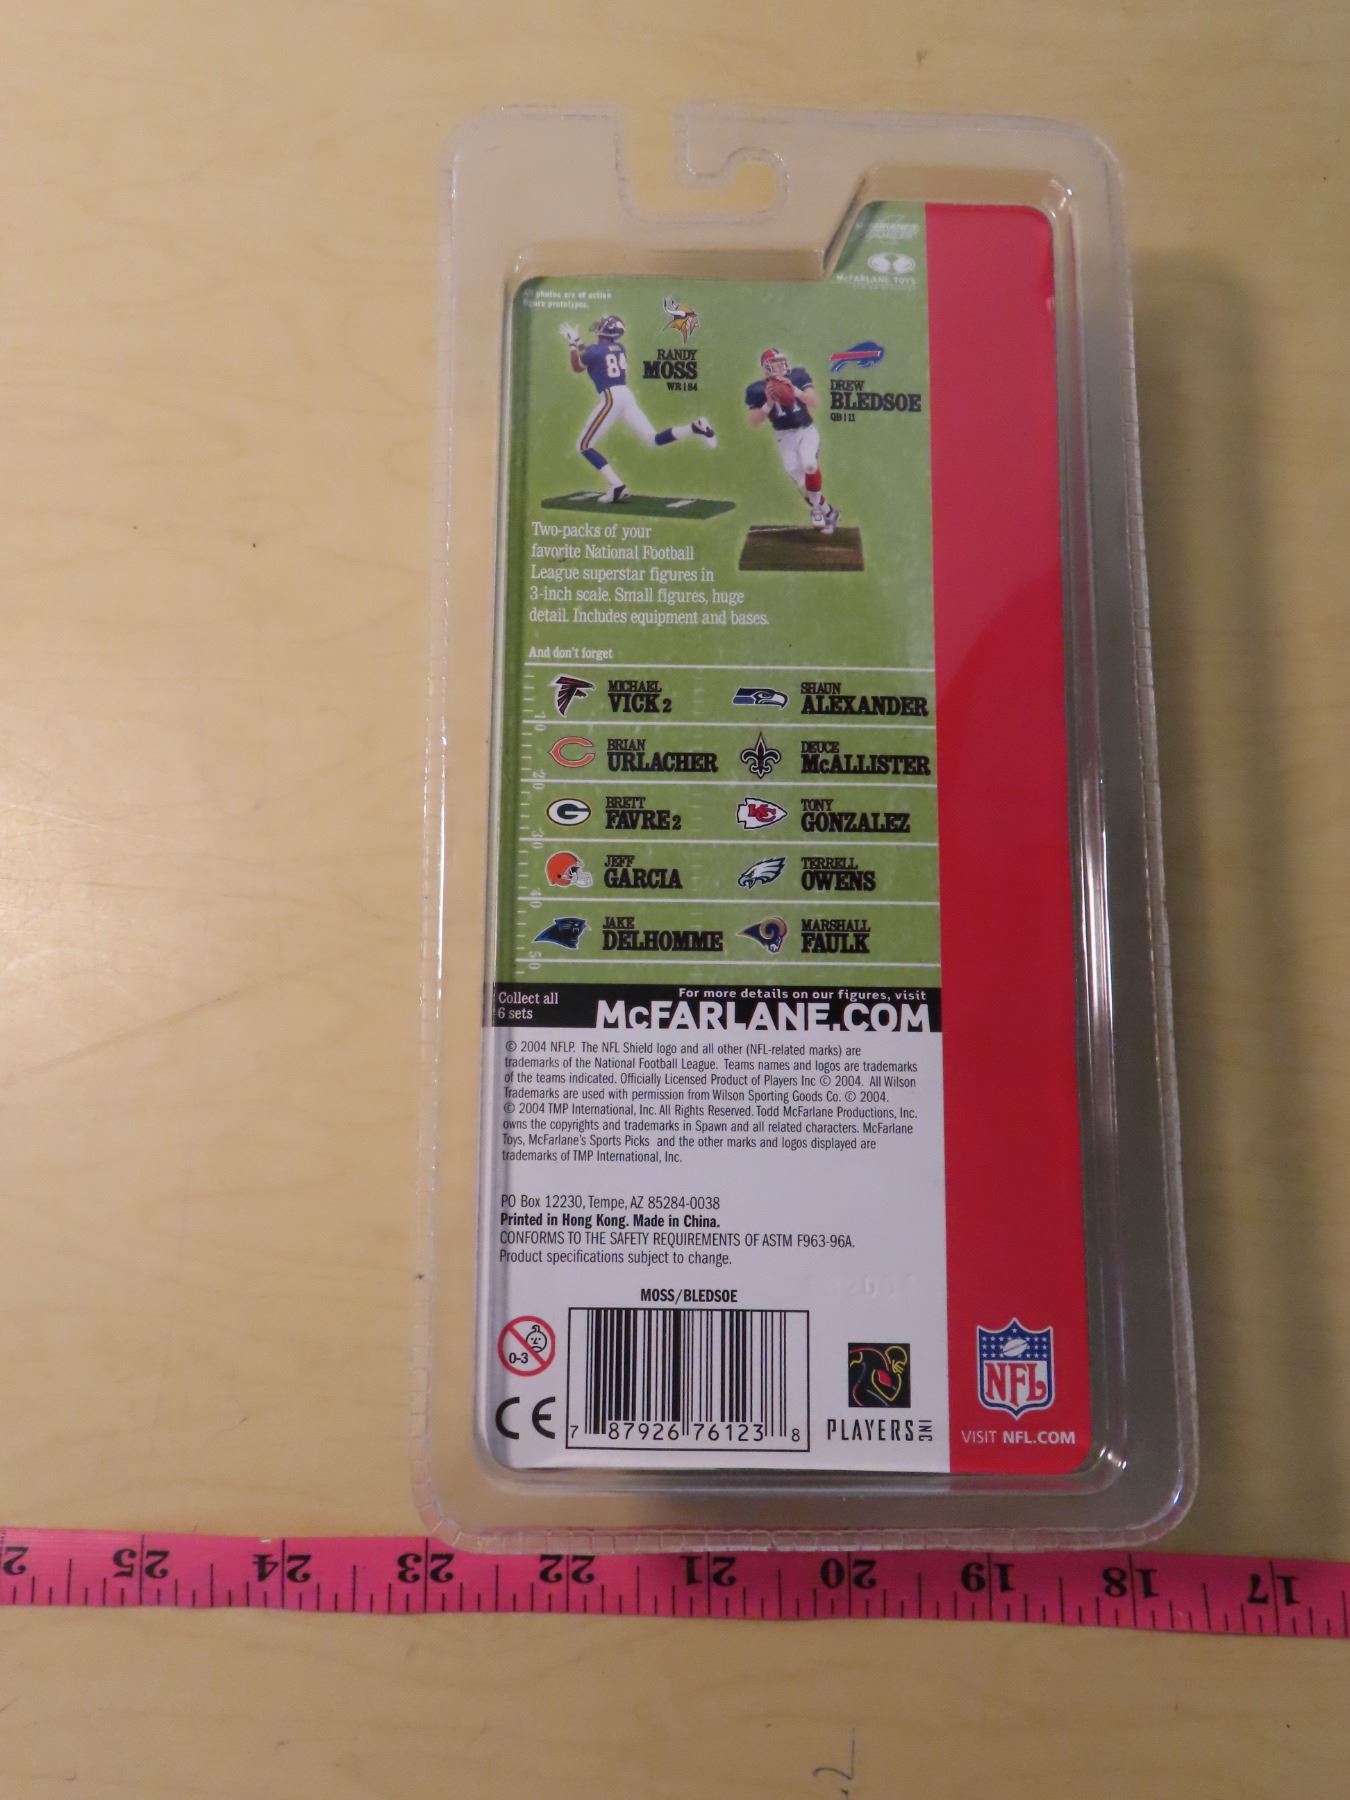 McFARLANE TOYS
All photos are of action
figure prototypes.
RANDY
MOSS
WR | 84
84
DREW
BLEDSOE
QB | 11
11
Two-packs of your
favorite National Football
League superstar figures in
3-inch scale. Small figures, huge
detail. Includes equipment and bases.
And don't forget
MICHAEL
VICK 2
SHAUN
ALEXANDER
10
BRIAN
URLACHER
DEUCE
McALLISTER
20
BRETT
FAVRE 2
TONY
GONZALEZ
30
JEFF
GARCIA
TERRELL
OWENS
40
JAKE
DELHOMME
MARSHALL
FAULK
50
Collect all
6 sets
For more details on our figures, visit
McFARLANE.COM
© 2004 NFLP. The NFL Shield logo and all other (NFL-related marks) are
trademarks of the National Football League. Teams names and logos are trademarks
of the teams indicated. Officially Licensed Product of Players Inc © 2004. All Wilson
Trademarks are used with permission from Wilson Sporting Goods Co. © 2004.
© 2004 TMP International, Inc. All Rights Reserved. Todd McFarlane Productions, Inc.
owns the copyrights and trademarks in Spawn and all related characters. McFarlane
Toys, McFarlane's Sports Picks and the other marks and logos displayed are
trademarks of TMP International, Inc.
PO Box 12230, Tempe, AZ 85284-0038
Printed in Hong Kong. Made in China.
CONFORMS TO THE SAFETY REQUIREMENTS OF ASTM F963-96A.
Product specifications subject to change.
MOSS/BLEDSOE
0-3
CE
7 87926 76123 8
PLAYERS INC
NFL
VISIT NFL.COM
25 24 23 22 21 20 19 18 17